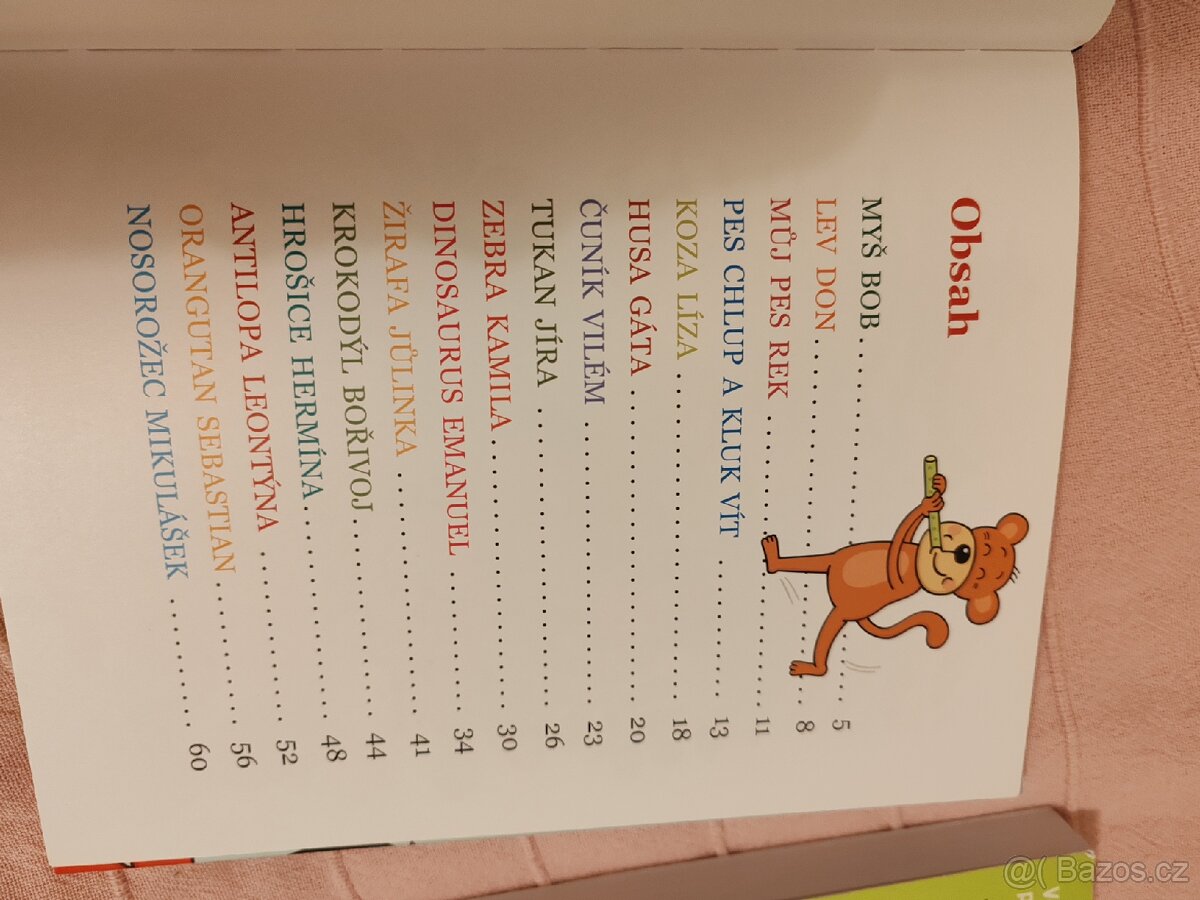 Obsah
MYŠ BOB . . . . . . . . . . . . . . . . . . . . 5
LEV DON . . . . . . . . . . . . . . . . . . . . 8
MŮJ PES REK . . . . . . . . . . . . . . . . . 11
PES CHLUP A KLUK VÍT . . . . . . . . . 13
KOZA LÍZA . . . . . . . . . . . . . . . . . . . 18
HUSA GÁTA . . . . . . . . . . . . . . . . . . 20
ČUNÍK VILÉM . . . . . . . . . . . . . . . . . 23
TUKAN JÍRA . . . . . . . . . . . . . . . . . . 26
ZEBRA KAMILA . . . . . . . . . . . . . . . . 30
DINOSAURUS EMANUEL . . . . . . . . . 34
ŽIRAFA JŮLINKA . . . . . . . . . . . . . . . 41
KROKODÝL BOŘIVOJ . . . . . . . . . . . . 44
HROŠICE HERMÍNA . . . . . . . . . . . . . 48
ANTILOPA LEONTÝNA . . . . . . . . . . . 52
ORANGUTAN SEBASTIAN . . . . . . . . . 56
NOSOROŽEC MIKULÁŠEK . . . . . . . . . 60
@( Bazos.cz